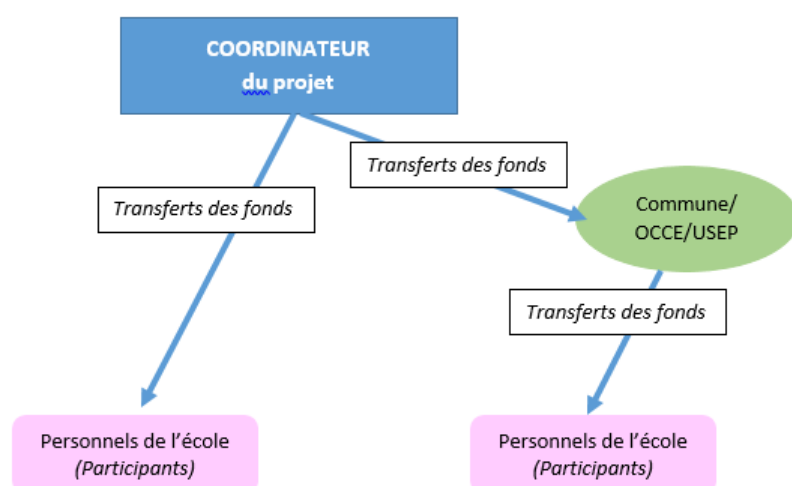 COORDINATEUR
du projet
Transferts des fonds
Transferts des fonds
Commune/
OCCE/USEP
Transferts des fonds
Personnels de l'école
(Participants)
Personnels de l'école
(Participants)